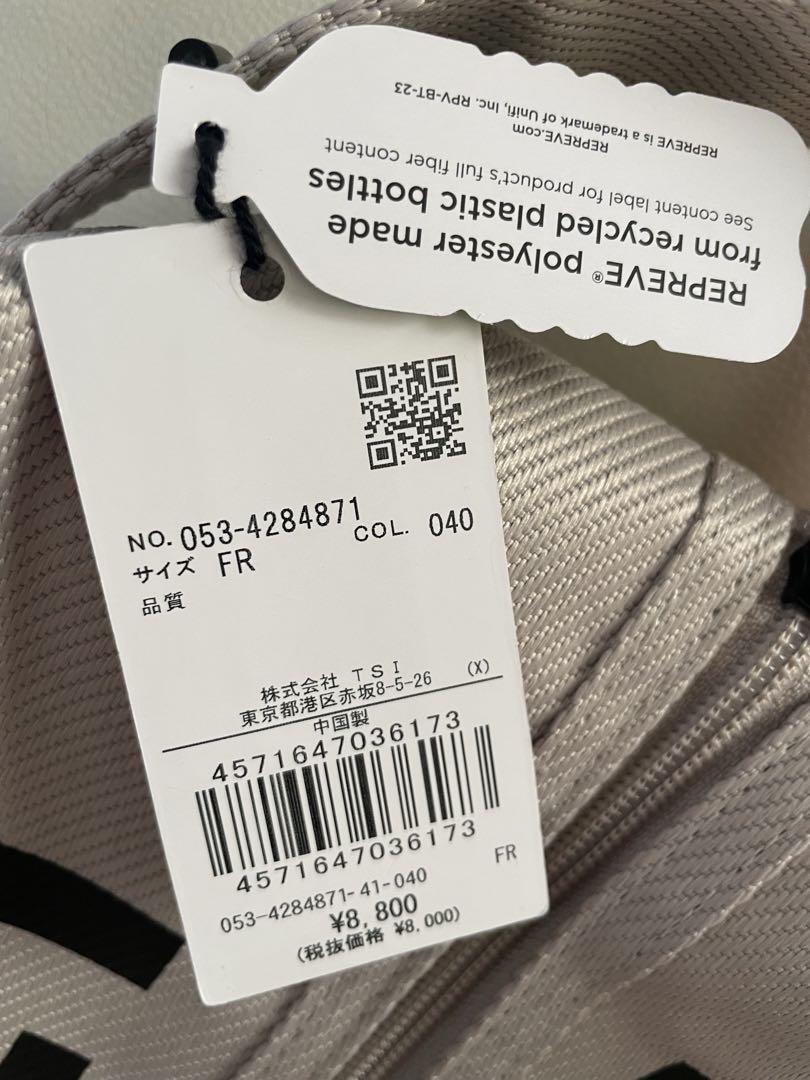 REPREVE® polyester made
from recycled plastic bottles
See content label for product's full fiber content
REPREVE.com
REPREVE is a trademark of Unifi, Inc. RPV-BT-23
NO. 053-4284871
COL. 040
サイズ FR
品質
株式会社 TSI
東京都港区赤坂8-5-26 (X)
中国製
4571647036173
4571647036173
FR
053-4284871-41-040
¥8,800
(税抜価格 ¥8,000)